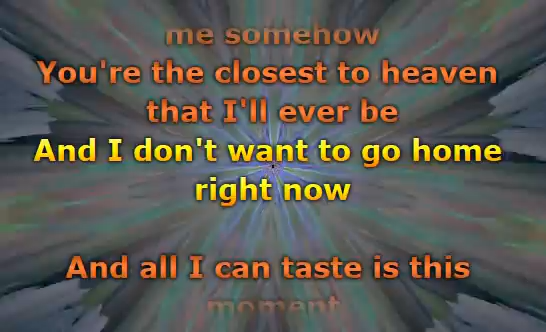 me somehow
You're the closest to heaven
that I'll ever be
And I don't want to go home
right now
And all I can taste is this
moment